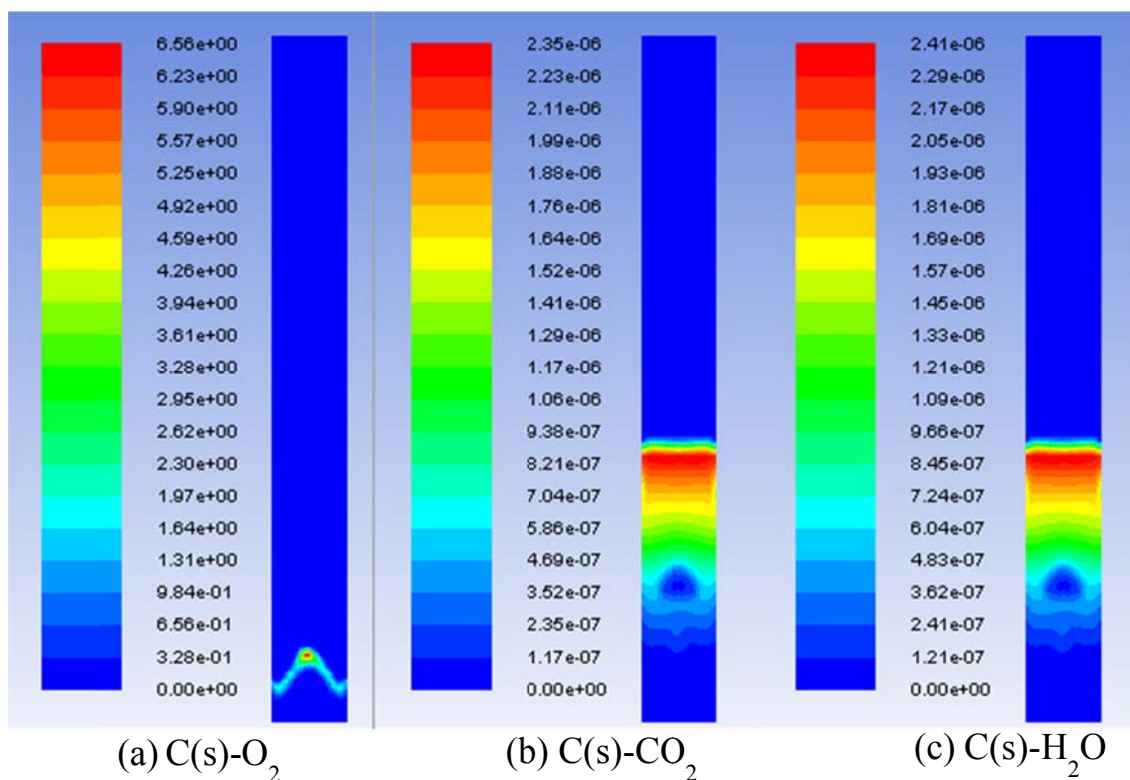 6.56e+00
6.23e+00
5.90e+00
5.57e+00
5.25e+00
4.92e+00
4.59e+00
4.26e+00
3.94e+00
3.61e+00
3.28e+00
2.95e+00
2.62e+00
2.30e+00
1.97e+00
1.64e+00
1.31e+00
9.84e-01
6.56e-01
3.28e-01
0.00e+00
(a) C(s)-O₂
2.35e-06
2.23e-06
2.11e-06
1.99e-06
1.88e-06
1.76e-06
1.64e-06
1.52e-06
1.41e-06
1.29e-06
1.17e-06
1.06e-06
9.38e-07
8.21e-07
7.04e-07
5.86e-07
4.69e-07
3.52e-07
2.35e-07
1.17e-07
0.00e+00
(b) C(s)-CO₂
2.41e-06
2.29e-06
2.17e-06
2.05e-06
1.93e-06
1.81e-06
1.69e-06
1.57e-06
1.45e-06
1.33e-06
1.21e-06
1.09e-06
9.66e-07
8.45e-07
7.24e-07
6.04e-07
4.83e-07
3.62e-07
2.41e-07
1.21e-07
0.00e+00
(c) C(s)-H₂O